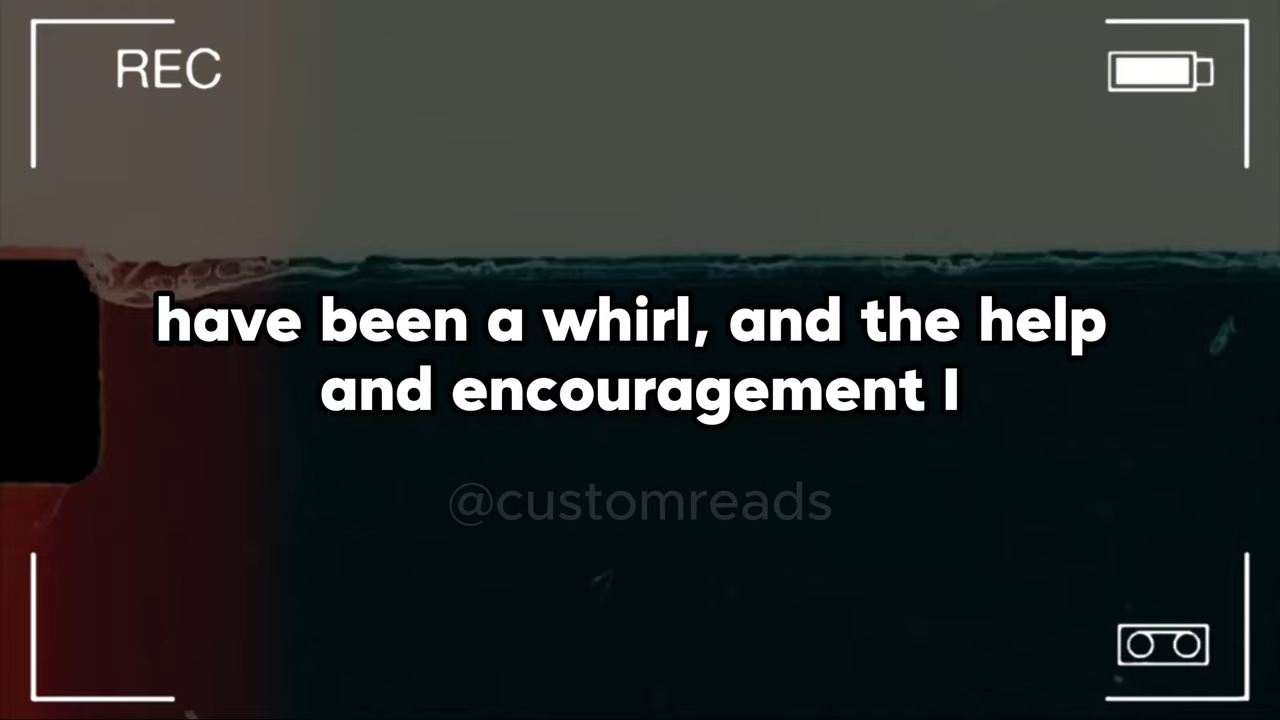 REC
have been a whirl, and the help
and encouragement I
@customreads